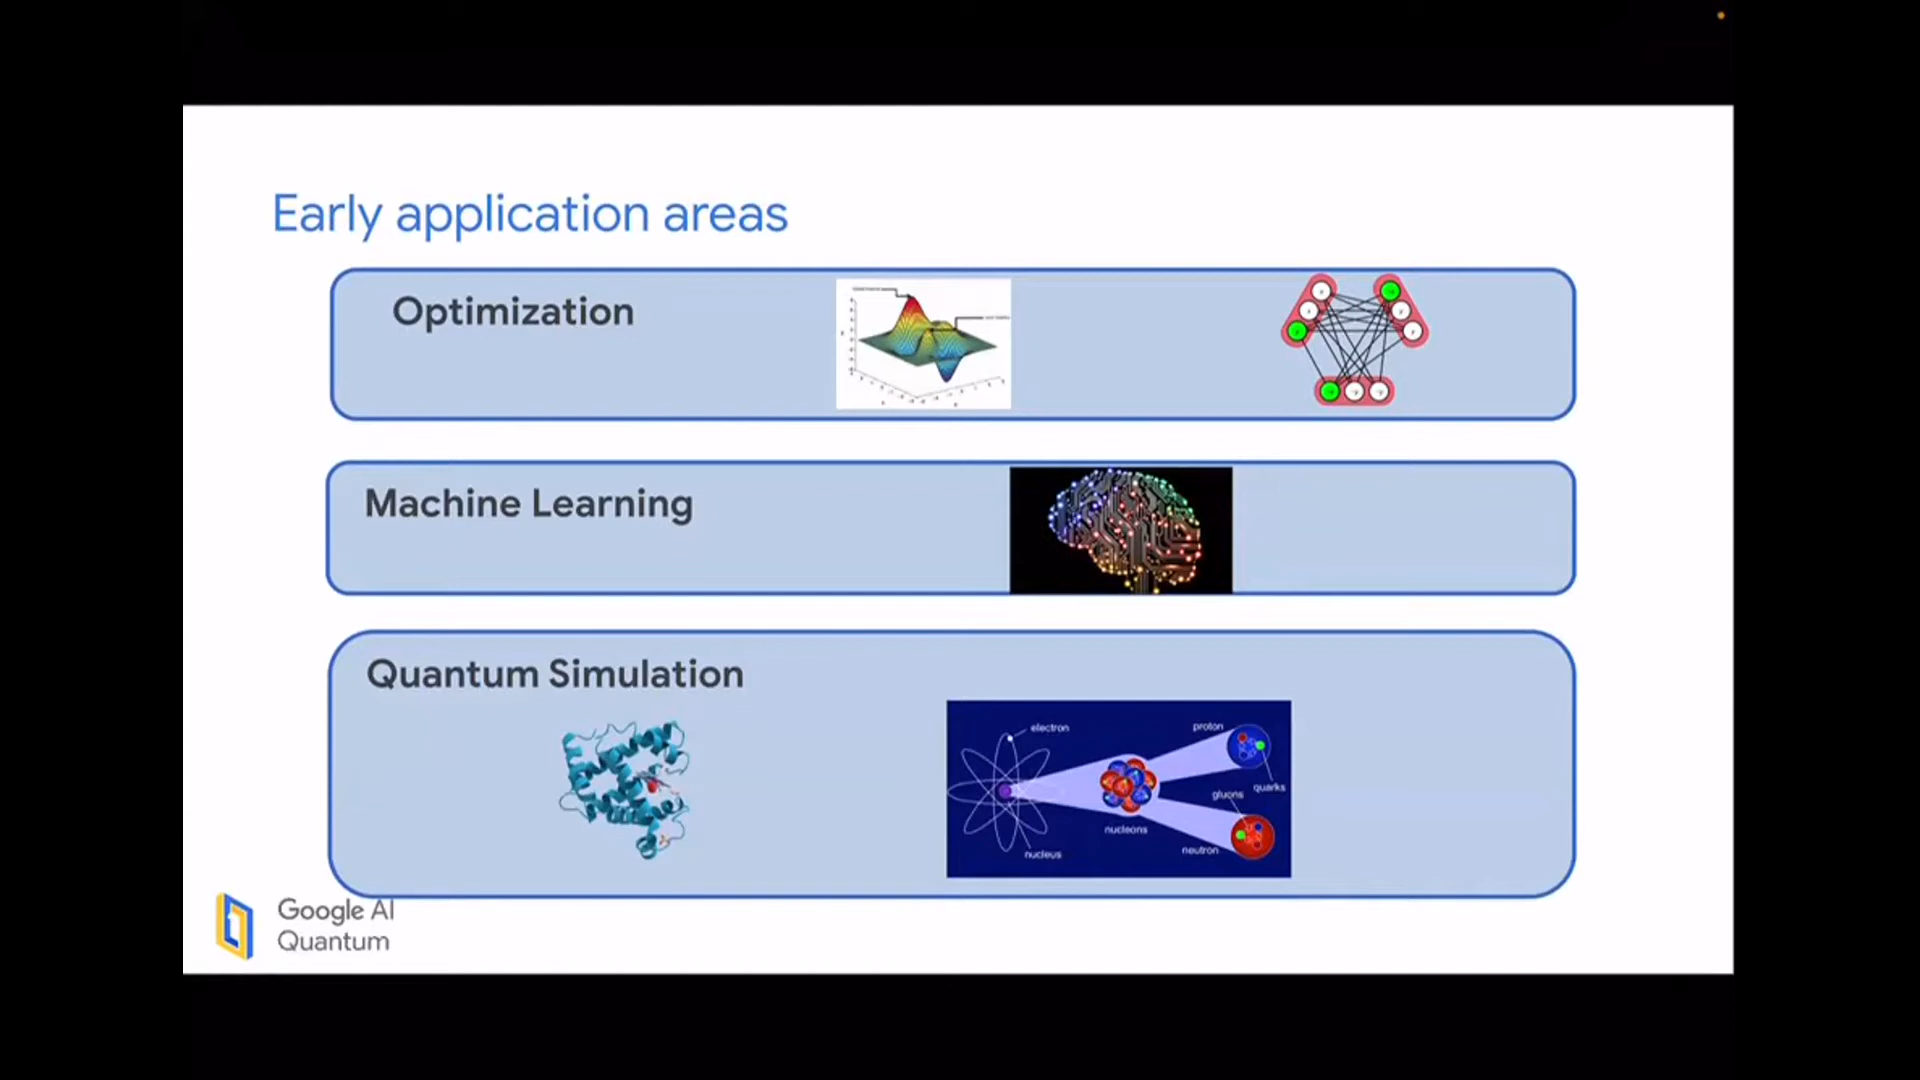 Early application areas
Optimization
Machine Learning
Quantum Simulation
electron
proton
quarks
gluons
nucleons
neutron
nucleus
Google AI
Quantum